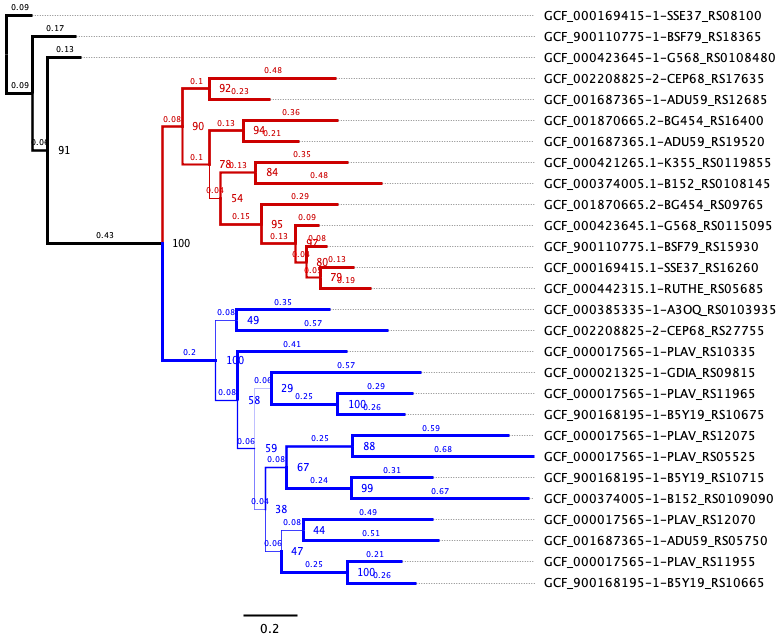 0.09 GCF_000169415-1-SSE37_RS08100
0.17 GCF_900110775-1-BSF79_RS18365
0.13 GCF_000423645-1-G568_RS0108480
0.48 GCF_002208825-2-CEP68_RS17635
0.1 92 0.23 GCF_001687365-1-ADU59_RS12685
0.09
0.36 GCF_001870665.2-BG454_RS16400
0.08 90 0.13 94 0.21 GCF_001687365.1-ADU59_RS19520
91
0.1 78 0.13 0.35 GCF_000421265.1-K355_RS0119855
84 0.48 GCF_000374005.1-B152_RS0108145
0.04 54 0.29 GCF_001870665.2-BG454_RS09765
0.15 95 0.09 GCF_000423645.1-G568_RS0115095
0.43 100 0.13 97 0.08 GCF_900110775.1-BSF79_RS15930
80 0.13 GCF_000169415.1-SSE37_RS16260
79 0.19 GCF_000442315.1-RUTHE_RS05685
0.35 GCF_000385335-1-A3OQ_RS0103935
0.08 49 0.57 GCF_002208825-2-CEP68_RS27755
0.2 100 0.41 GCF_000017565-1-PLAV_RS10335
0.57 GCF_000021325-1-GDIA_RS09815
0.08 58 0.06 29 0.29 GCF_000017565-1-PLAV_RS11965
0.25 100 0.26 GCF_900168195-1-B5Y19_RS10675
0.59 GCF_000017565-1-PLAV_RS12075
0.06 59 0.25 88 0.68 GCF_000017565-1-PLAV_RS05525
0.08 67 0.31 GCF_900168195-1-B5Y19_RS10715
0.24 99 0.67 GCF_000374005-1-B152_RS0109090
0.04 38 0.49 GCF_000017565-1-PLAV_RS12070
0.08 44 0.51 GCF_001687365-1-ADU59_RS05750
0.06 47 0.21 GCF_000017565-1-PLAV_RS11955
0.25 100 0.26 GCF_900168195-1-B5Y19_RS10665
0.2